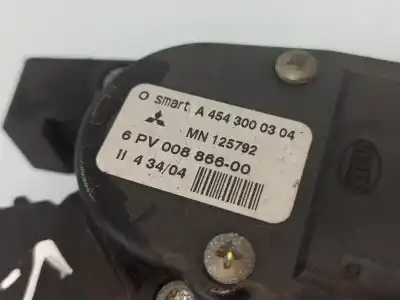 smart A 454 300 03 04
MN 125792
6 PV 008 866-00
II 4 34/04